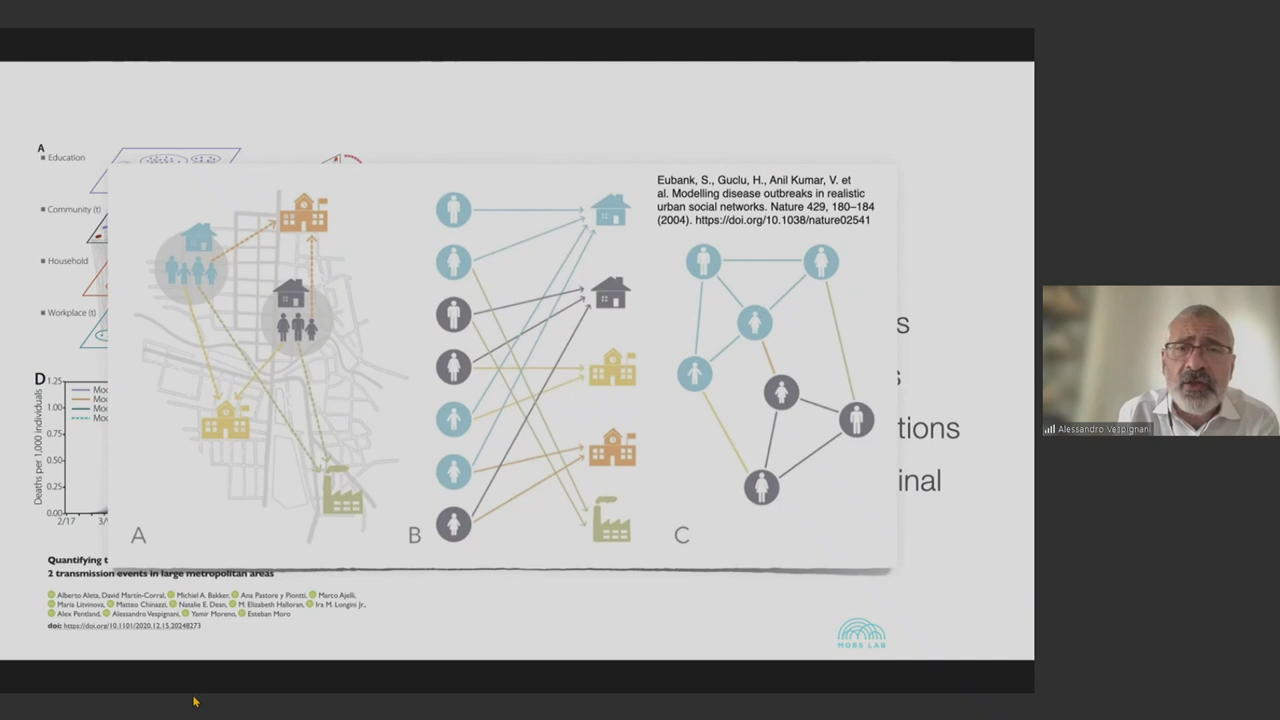 A
Education
Community (t)
Household
Workplace (t)
D
Deaths per 1,000 individuals
1.25
1.00
0.75
0.50
0.25
0.00
2/17
Eubank, S., Guclu, H., Anil Kumar, V. et
al. Modelling disease outbreaks in realistic
urban social networks. Nature 429, 180–184
(2004). https://doi.org/10.1038/nature02541
A
B
C
s
s
tions
inal
Quantifying t
2 transmission events in large metropolitan areas
Alberto Aleta, David Martín-Corral, Michiel A. Bakker, Ana Pastore y Piontti, Marco Ajelli,
Maria Litvinova, Matteo Chinazzi, Natalie E. Dean, M. Elizabeth Halloran, Ira M. Longini Jr.,
Alex Pentland, Alessandro Vespignani, Yamir Moreno, Esteban Moro
doi: https://doi.org/10.1101/2020.12.15.20248273
MOBS LAB
Alessandro Vespignani